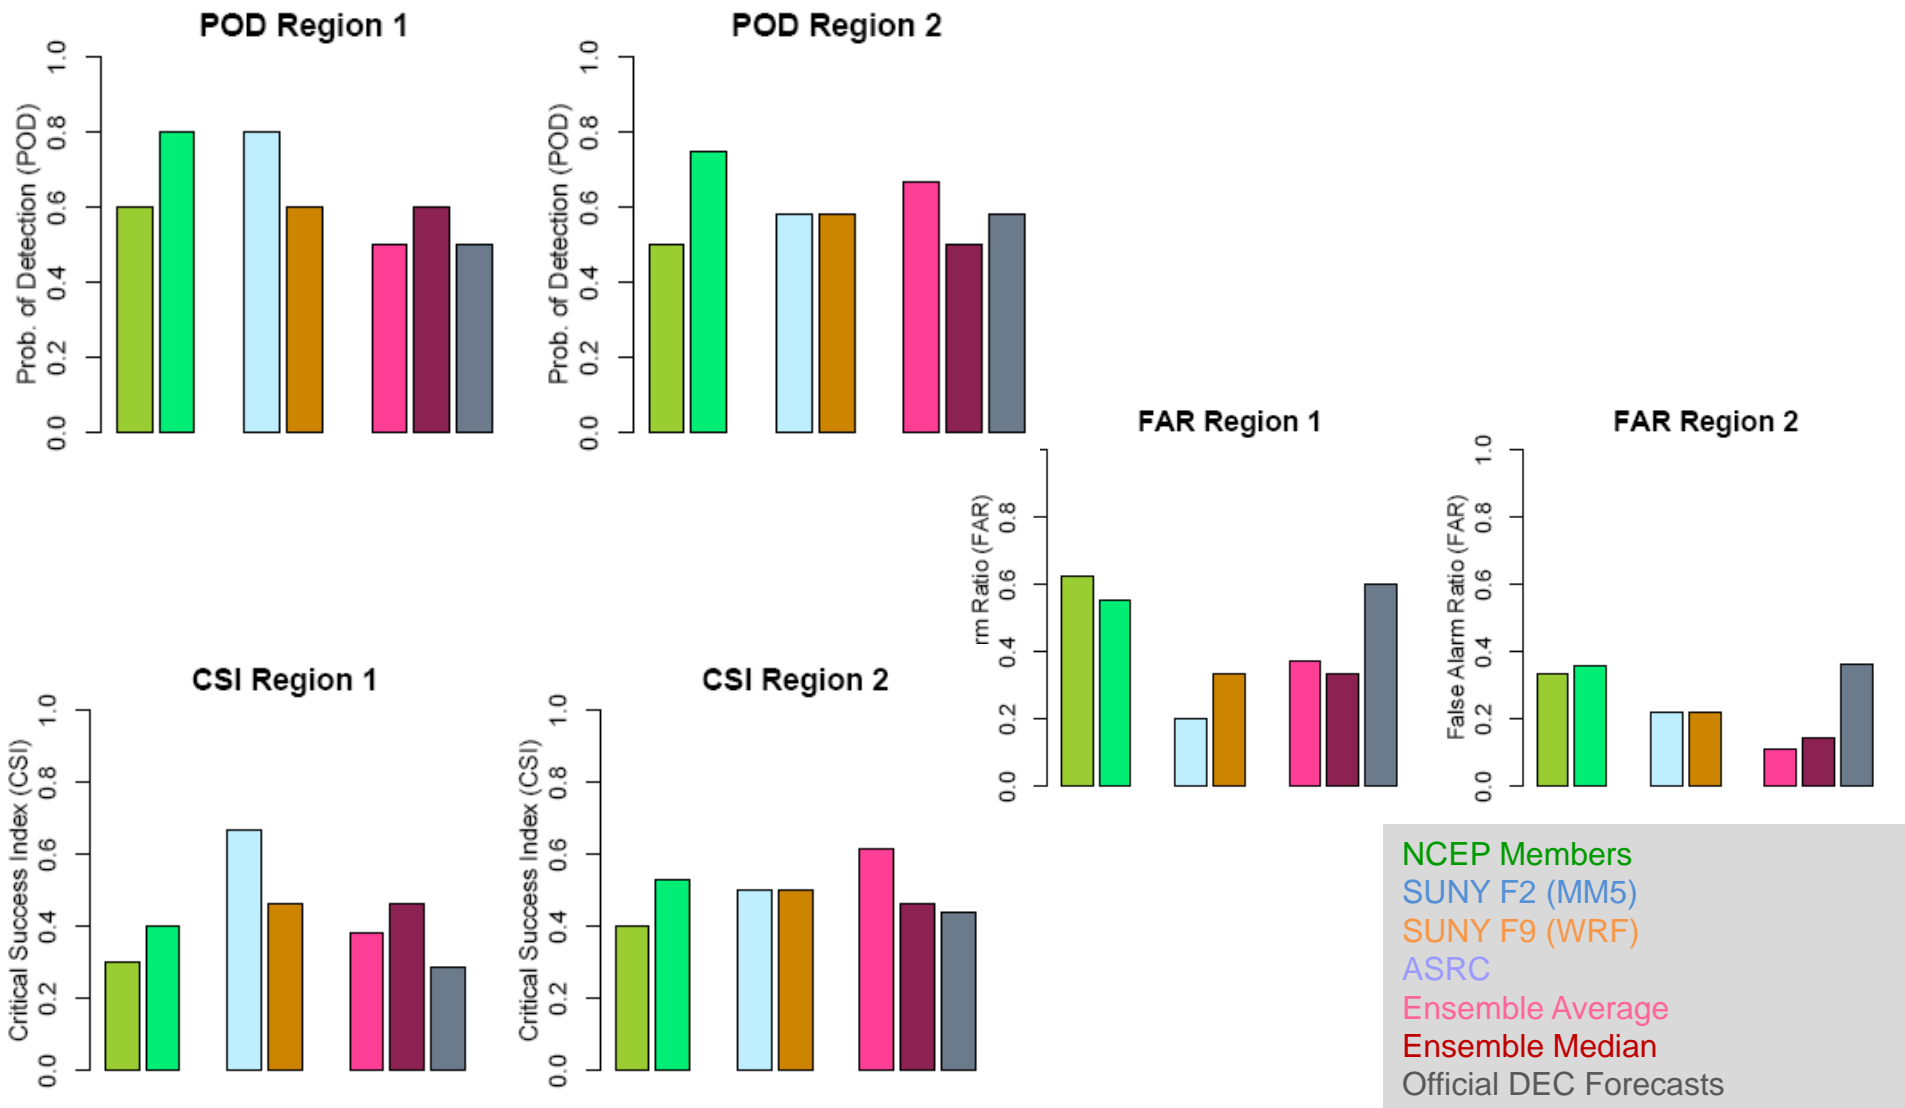 POD Region 1
Prob. of Detection (POD)
0.0 0.2 0.4 0.6 0.8 1.0
POD Region 2
Prob. of Detection (POD)
0.0 0.2 0.4 0.6 0.8 1.0
FAR Region 1
rm Ratio (FAR)
0.0 0.2 0.4 0.6 0.8
FAR Region 2
False Alarm Ratio (FAR)
0.0 0.2 0.4 0.6 0.8 1.0
CSI Region 1
Critical Success Index (CSI)
0.0 0.2 0.4 0.6 0.8 1.0
CSI Region 2
Critical Success Index (CSI)
0.0 0.2 0.4 0.6 0.8 1.0
NCEP Members
SUNY F2 (MM5)
SUNY F9 (WRF)
ASRC
Ensemble Average
Ensemble Median
Official DEC Forecasts